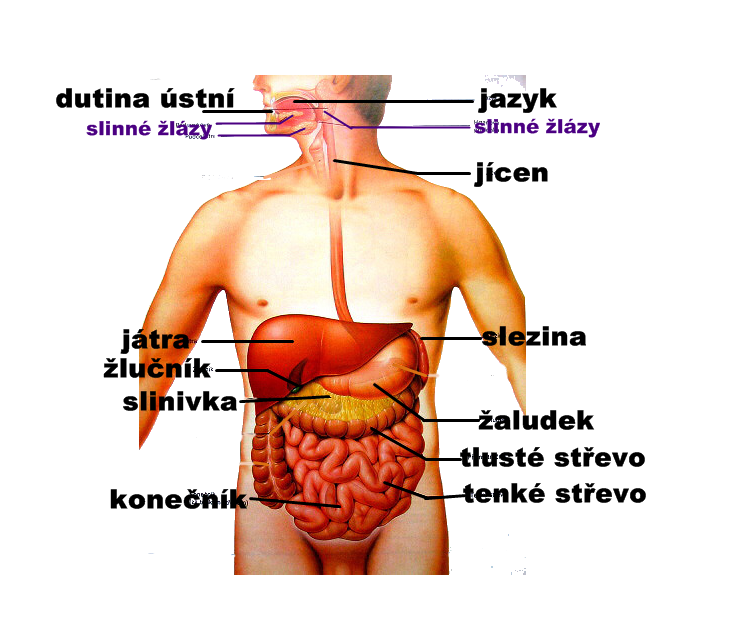 dutina ústní
jazyk
slinné žlázy
slinné žlázy
jícen
játra
slezina
žlučník
slinivka
žaludek
tlusté střevo
konečník
tenké střevo